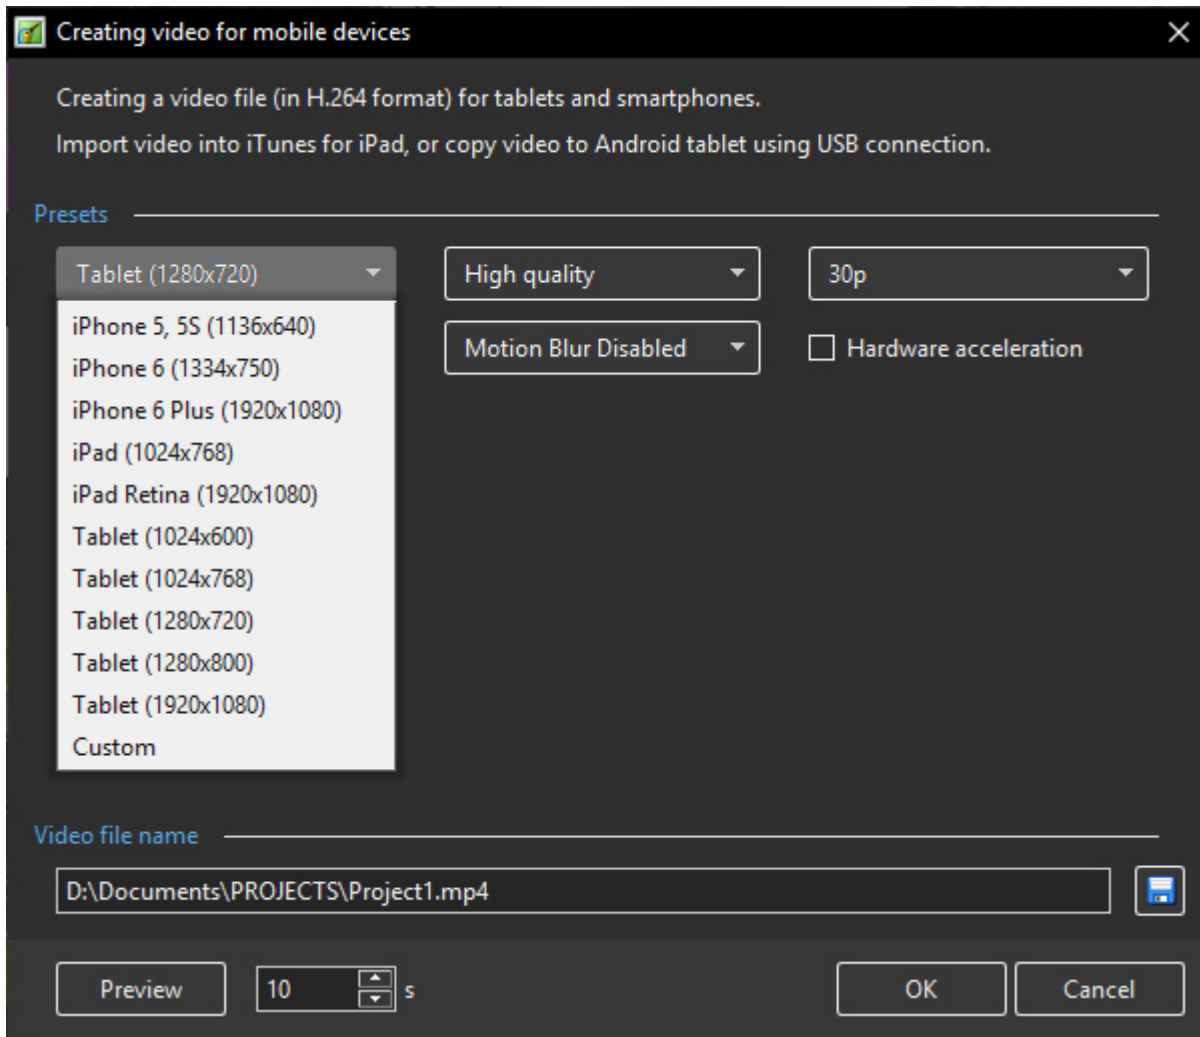 Creating video for mobile devices
Creating a video file (in H.264 format) for tablets and smartphones.
Import video into iTunes for iPad, or copy video to Android tablet using USB connection.
Presets
Tablet (1280x720)
High quality
30p
iPhone 5, 5S (1136x640)
iPhone 6 (1334x750)
iPhone 6 Plus (1920x1080)
iPad (1024x768)
iPad Retina (1920x1080)
Tablet (1024x600)
Tablet (1024x768)
Tablet (1280x720)
Tablet (1280x800)
Tablet (1920x1080)
Custom
Motion Blur Disabled
Hardware acceleration
Video file name
D:\Documents\PROJECTS\Project1.mp4
Preview
10
s
OK
Cancel